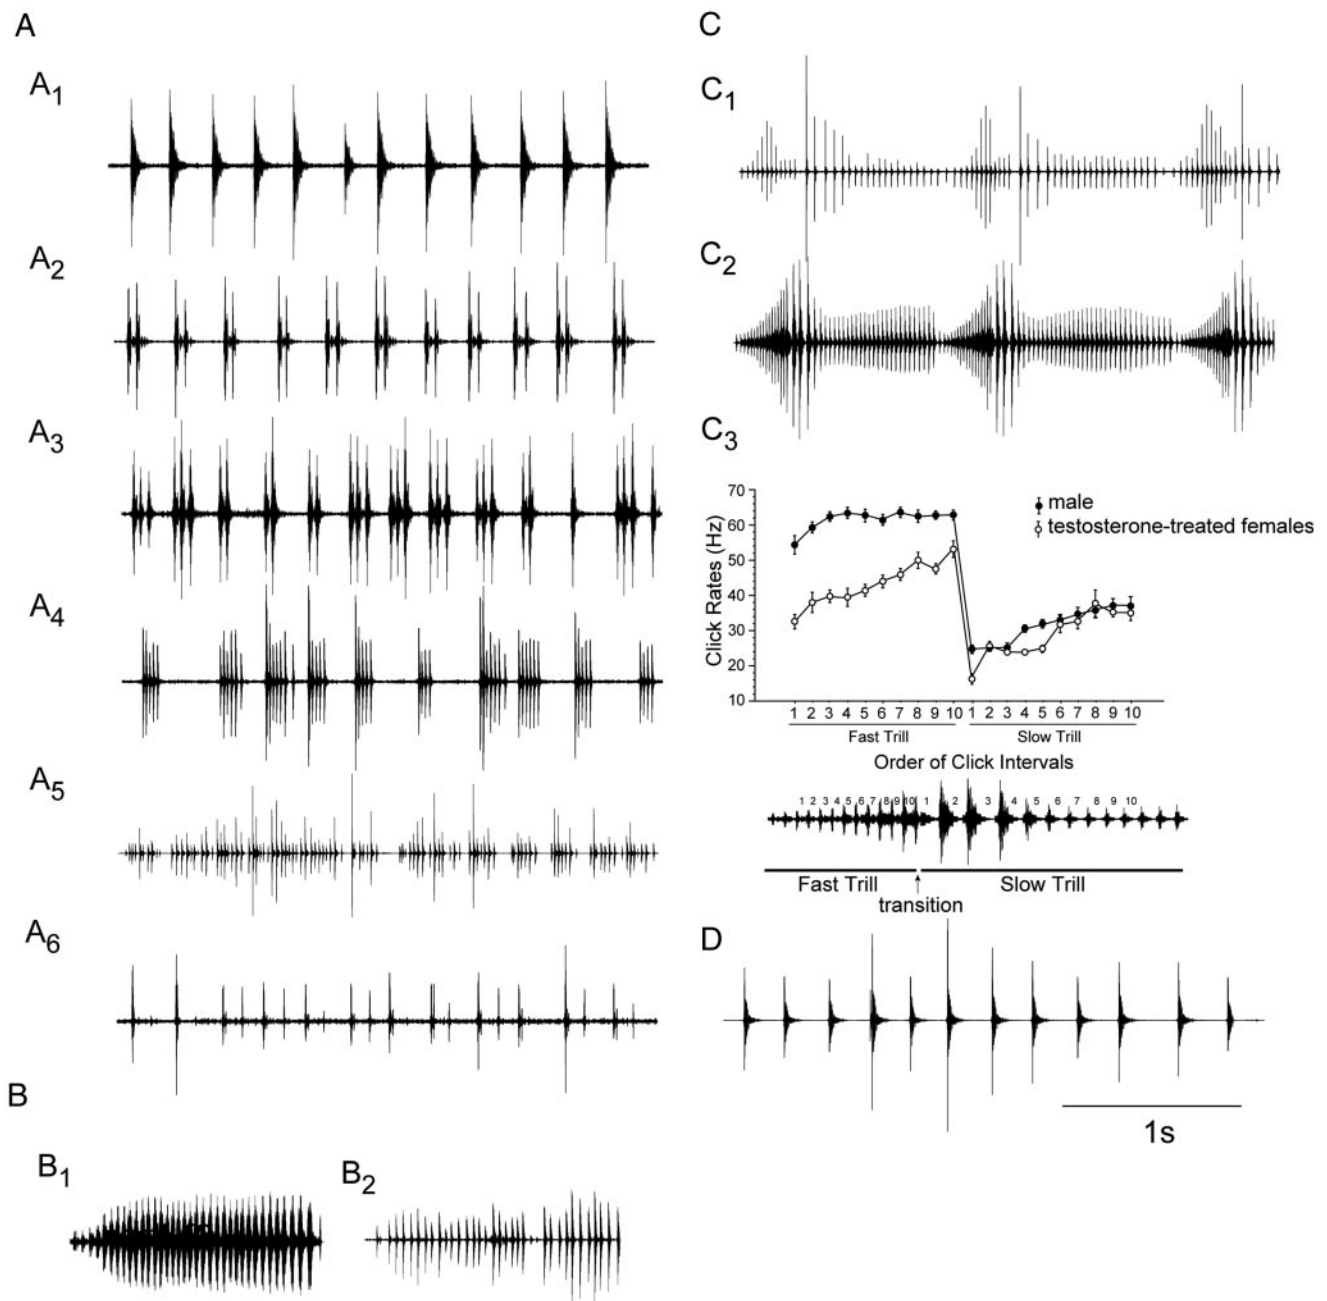 A
A1
A2
A3
A4
A5
A6
B
B1
B2
C
C1
C2
C3
70
60
50
40
30
20
10
Click Rates (Hz)
male
testosterone-treated females
1 2 3 4 5 6 7 8 9 10 1 2 3 4 5 6 7 8 9 10
Fast Trill Slow Trill
Order of Click Intervals
1 2 3 4 5 6 7 8 9 10 1 2 3 4 5 6 7 8 9 10
Fast Trill Slow Trill
transition
D
1s